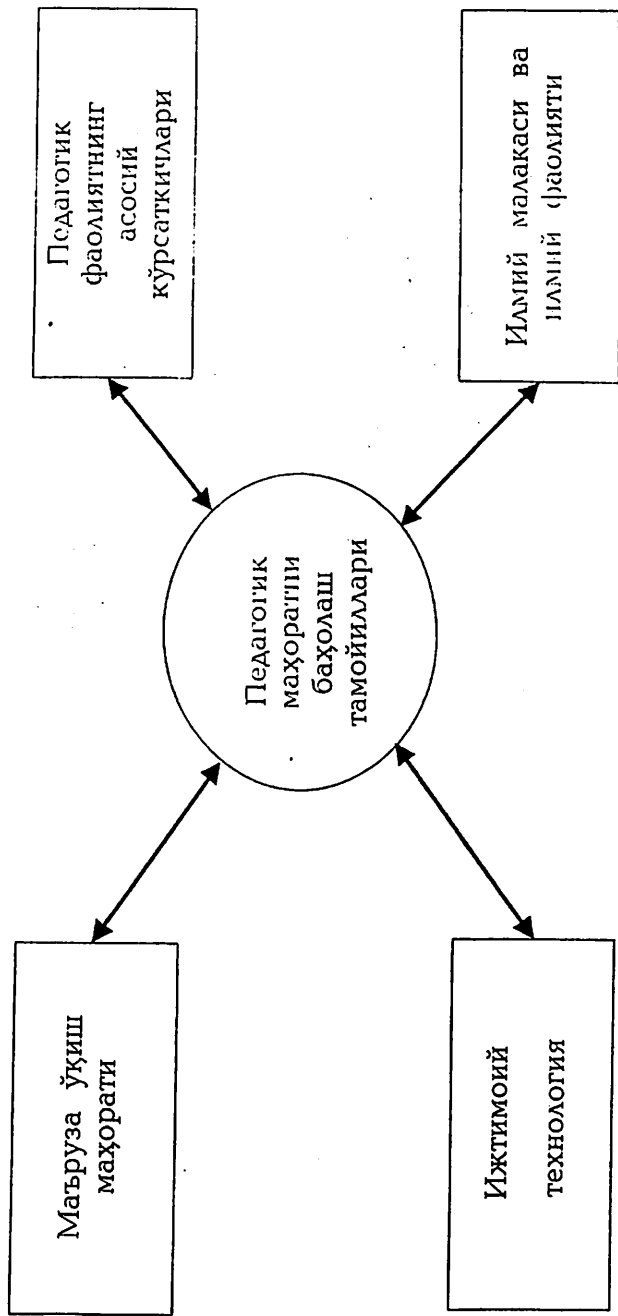 Маъруза ўқиш
маҳорати
Педагогик
фаолиятнинг
асосий
кўрсаткичлари
Педагогик
маҳоратни
баҳолаш
тамойиллари
Ижтимоий
технология
Илмий малакаси ва
илмий фаолияти